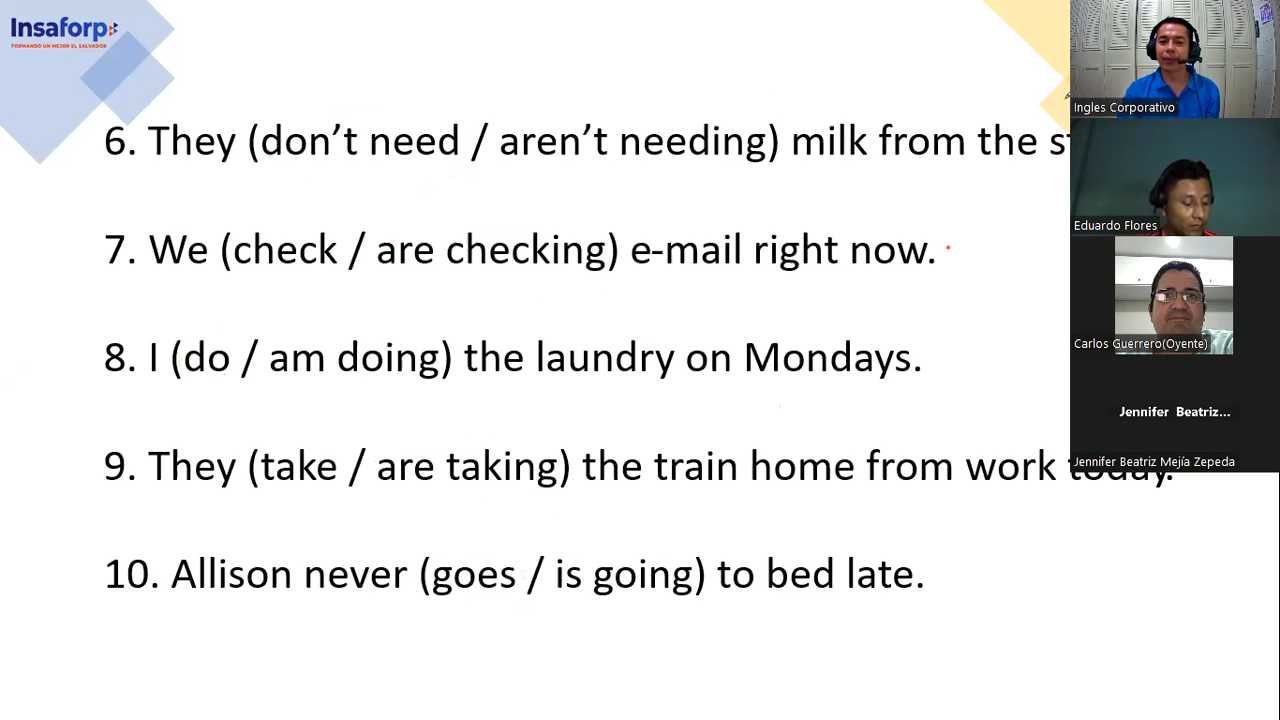 Insaforp
FORMANDO UN MEJOR EL SALVADOR
6. They (don't need / aren't needing) milk from the
7. We (check / are checking) e-mail right now.
8. I (do / am doing) the laundry on Mondays.
9. They (take / are taking) the train home from work today.
10. Allison never (goes / is going) to bed late.
Ingles Corporativo
Eduardo Flores
Carlos Guerrero(Oyente)
Jennifer Beatriz...
Jennifer Beatriz Mejía Zepeda